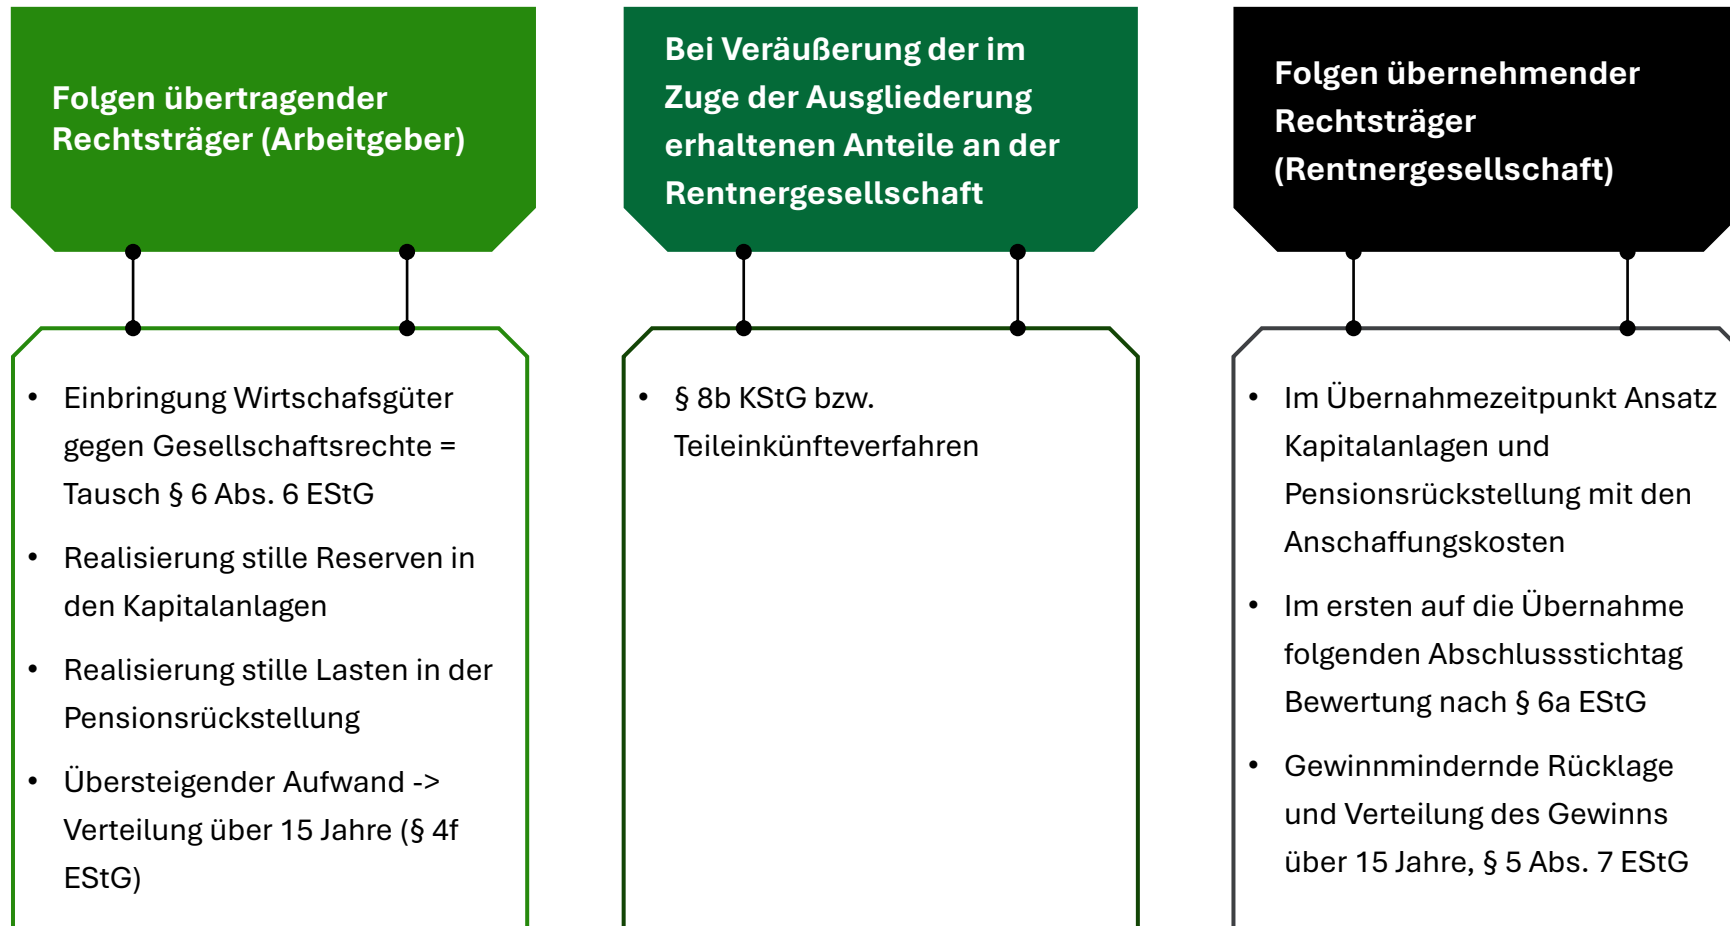 Folgen übertragender
Rechtsträger (Arbeitgeber)
• Einbringung Wirtschafsgüter
gegen Gesellschaftsrechte =
Tausch § 6 Abs. 6 EStG
• Realisierung stille Reserven in
den Kapitalanlagen
• Realisierung stille Lasten in der
Pensionsrückstellung
• Übersteigender Aufwand ->
Verteilung über 15 Jahre (§ 4f
EStG)
Bei Veräußerung der im
Zuge der Ausgliederung
erhaltenen Anteile an der
Rentnergesellschaft
• § 8b KStG bzw.
Teileinkünfteverfahren
Folgen übernehmender
Rechtsträger
(Rentnergesellschaft)
• Im Übernahmezeitpunkt Ansatz
Kapitalanlagen und
Pensionsrückstellung mit den
Anschaffungskosten
• Im ersten auf die Übernahme
folgenden Abschlussstichtag
Bewertung nach § 6a EStG
• Gewinnmindernde Rücklage
und Verteilung des Gewinns
über 15 Jahre, § 5 Abs. 7 EStG